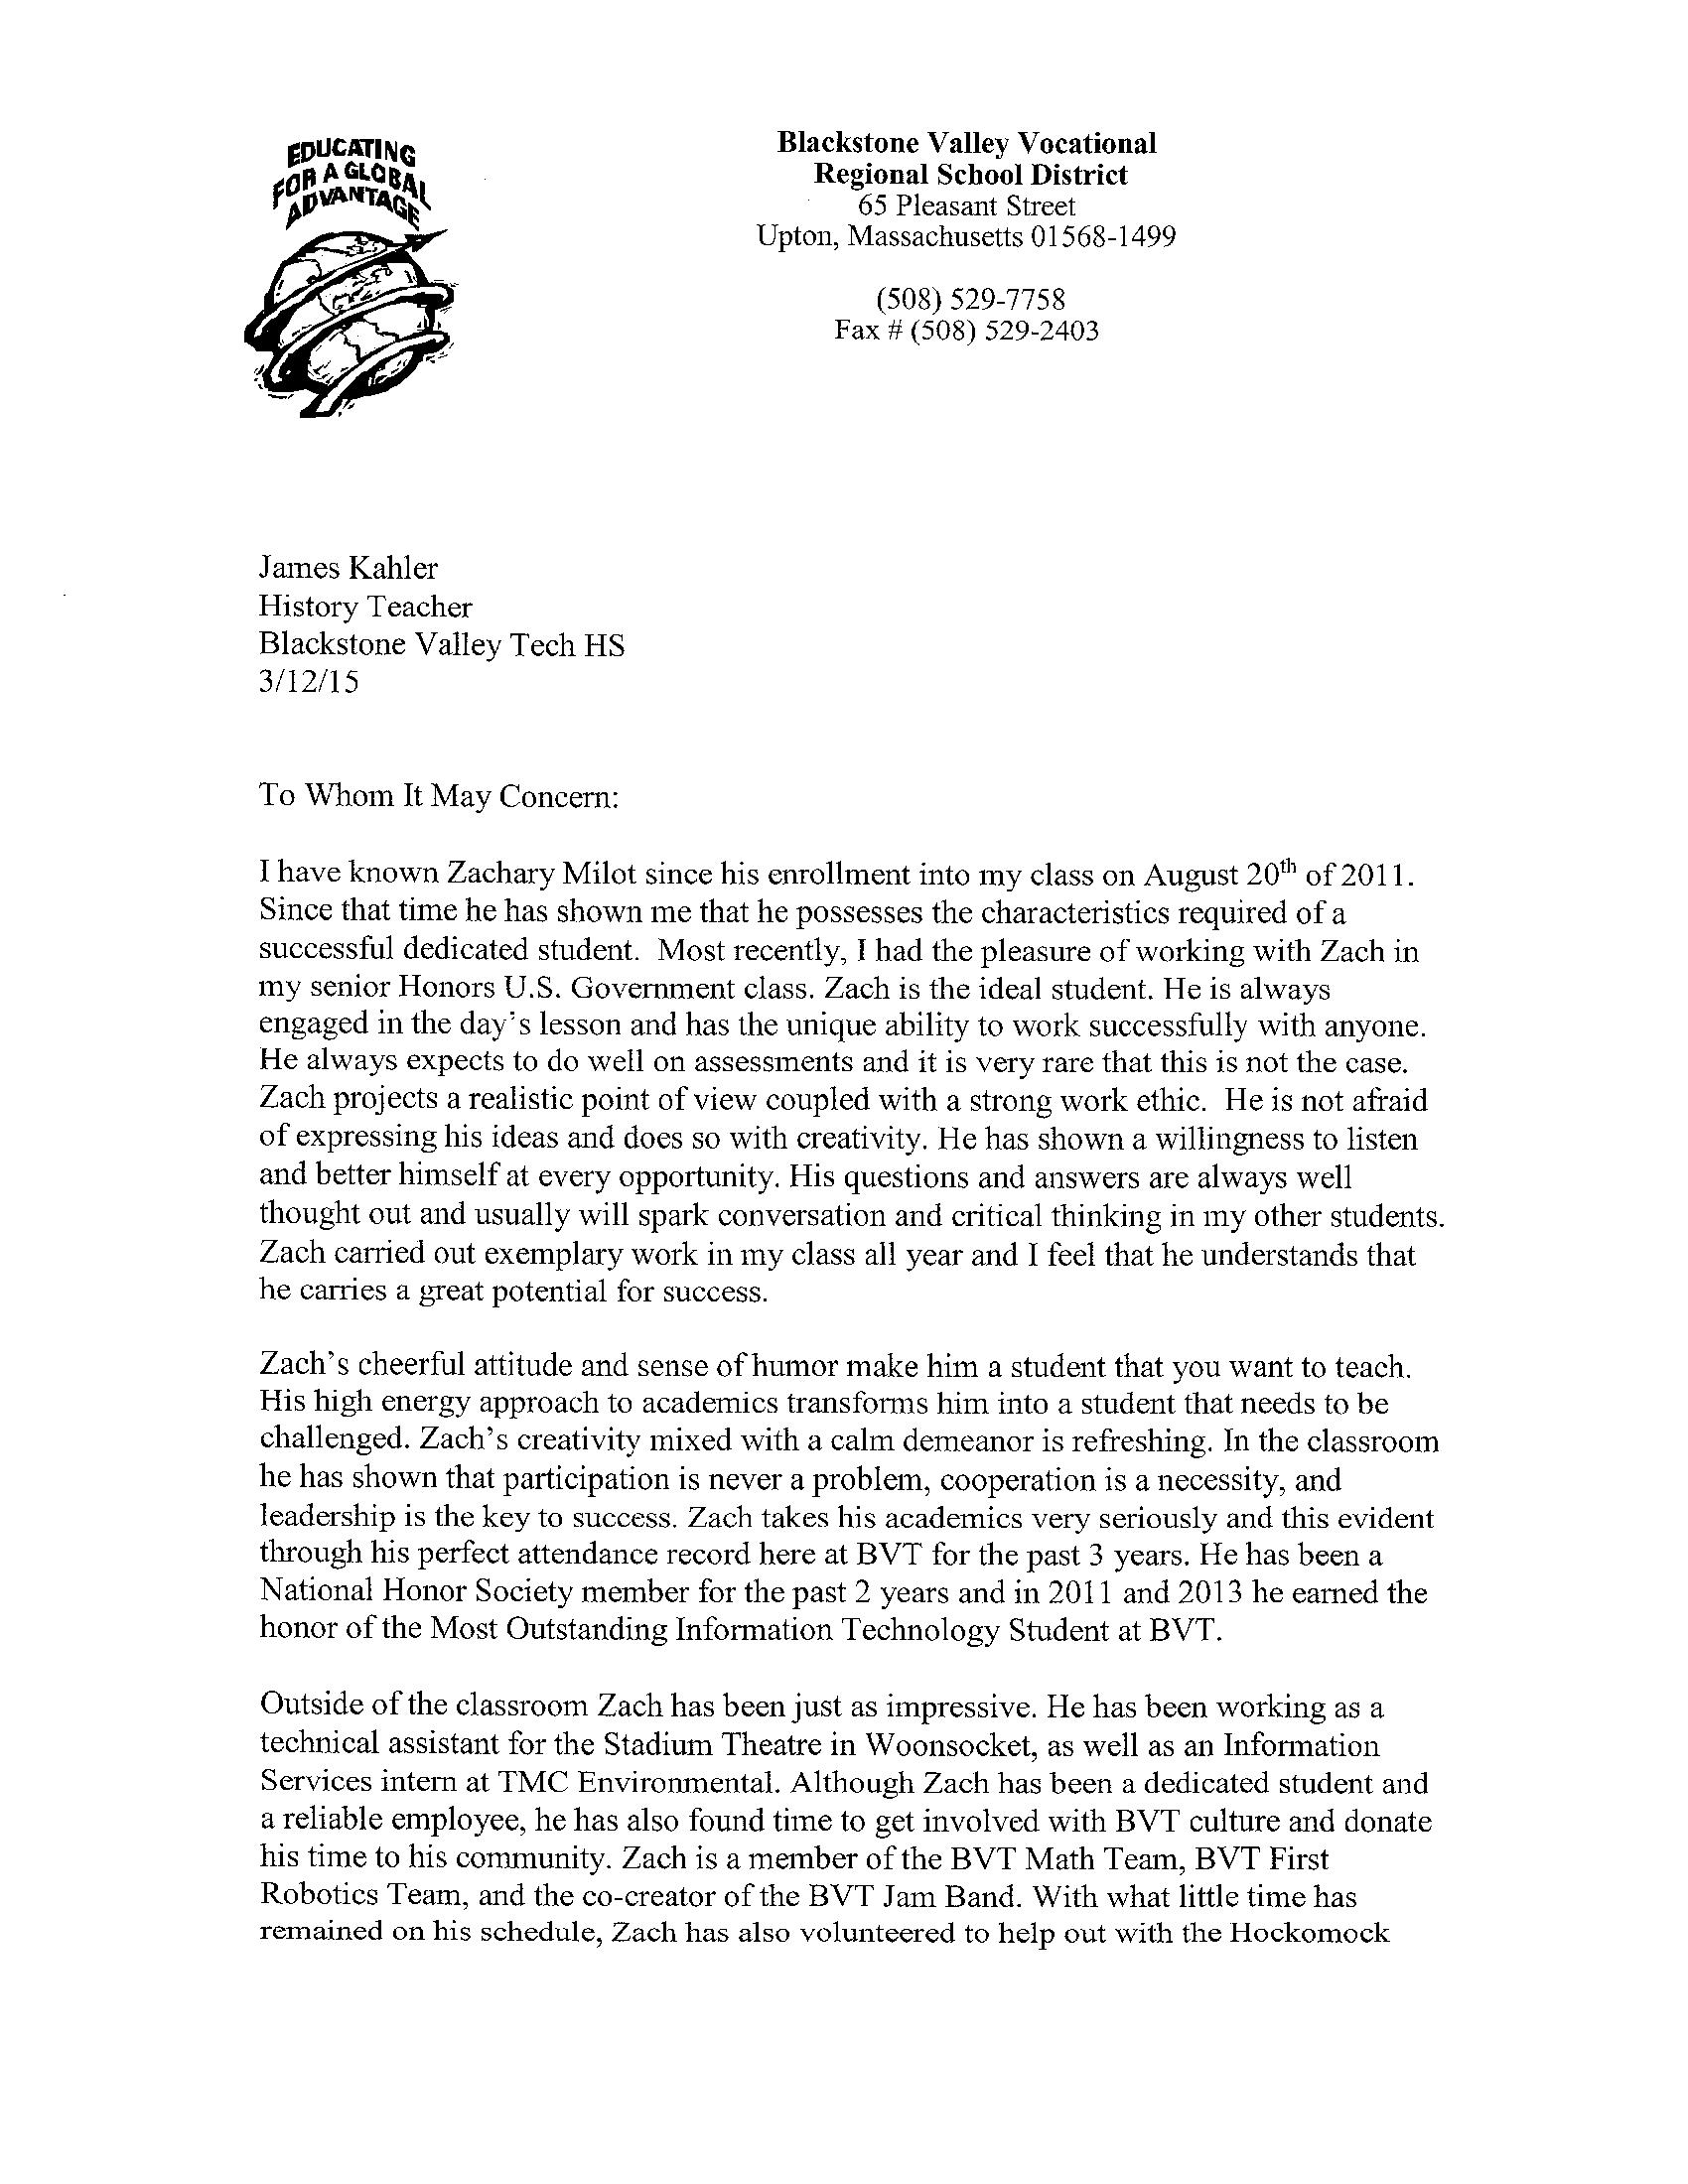 EDUCATING
FOR A GLOBAL
ADVANTAGE
Blackstone Valley Vocational
Regional School District
65 Pleasant Street
Upton, Massachusetts 01568-1499
(508) 529-7758
Fax # (508) 529-2403
James Kahler
History Teacher
Blackstone Valley Tech HS
3/12/15
To Whom It May Concern:
I have known Zachary Milot since his enrollment into my class on August 20th of 2011.
Since that time he has shown me that he possesses the characteristics required of a
successful dedicated student.  Most recently, I had the pleasure of working with Zach in
my senior Honors U.S. Government class. Zach is the ideal student. He is always
engaged in the day's lesson and has the unique ability to work successfully with anyone.
He always expects to do well on assessments and it is very rare that this is not the case.
Zach projects a realistic point of view coupled with a strong work ethic.  He is not afraid
of expressing his ideas and does so with creativity. He has shown a willingness to listen
and better himself at every opportunity. His questions and answers are always well
thought out and usually will spark conversation and critical thinking in my other students.
Zach carried out exemplary work in my class all year and I feel that he understands that
he carries a great potential for success.
Zach's cheerful attitude and sense of humor make him a student that you want to teach.
His high energy approach to academics transforms him into a student that needs to be
challenged. Zach's creativity mixed with a calm demeanor is refreshing. In the classroom
he has shown that participation is never a problem, cooperation is a necessity, and
leadership is the key to success. Zach takes his academics very seriously and this evident
through his perfect attendance record here at BVT for the past 3 years. He has been a
National Honor Society member for the past 2 years and in 2011 and 2013 he earned the
honor of the Most Outstanding Information Technology Student at BVT.
Outside of the classroom Zach has been just as impressive. He has been working as a
technical assistant for the Stadium Theatre in Woonsocket, as well as an Information
Services intern at TMC Environmental. Although Zach has been a dedicated student and
a reliable employee, he has also found time to get involved with BVT culture and donate
his time to his community. Zach is a member of the BVT Math Team, BVT First
Robotics Team, and the co-creator of the BVT Jam Band. With what little time has
remained on his schedule, Zach has also volunteered to help out with the Hockomock